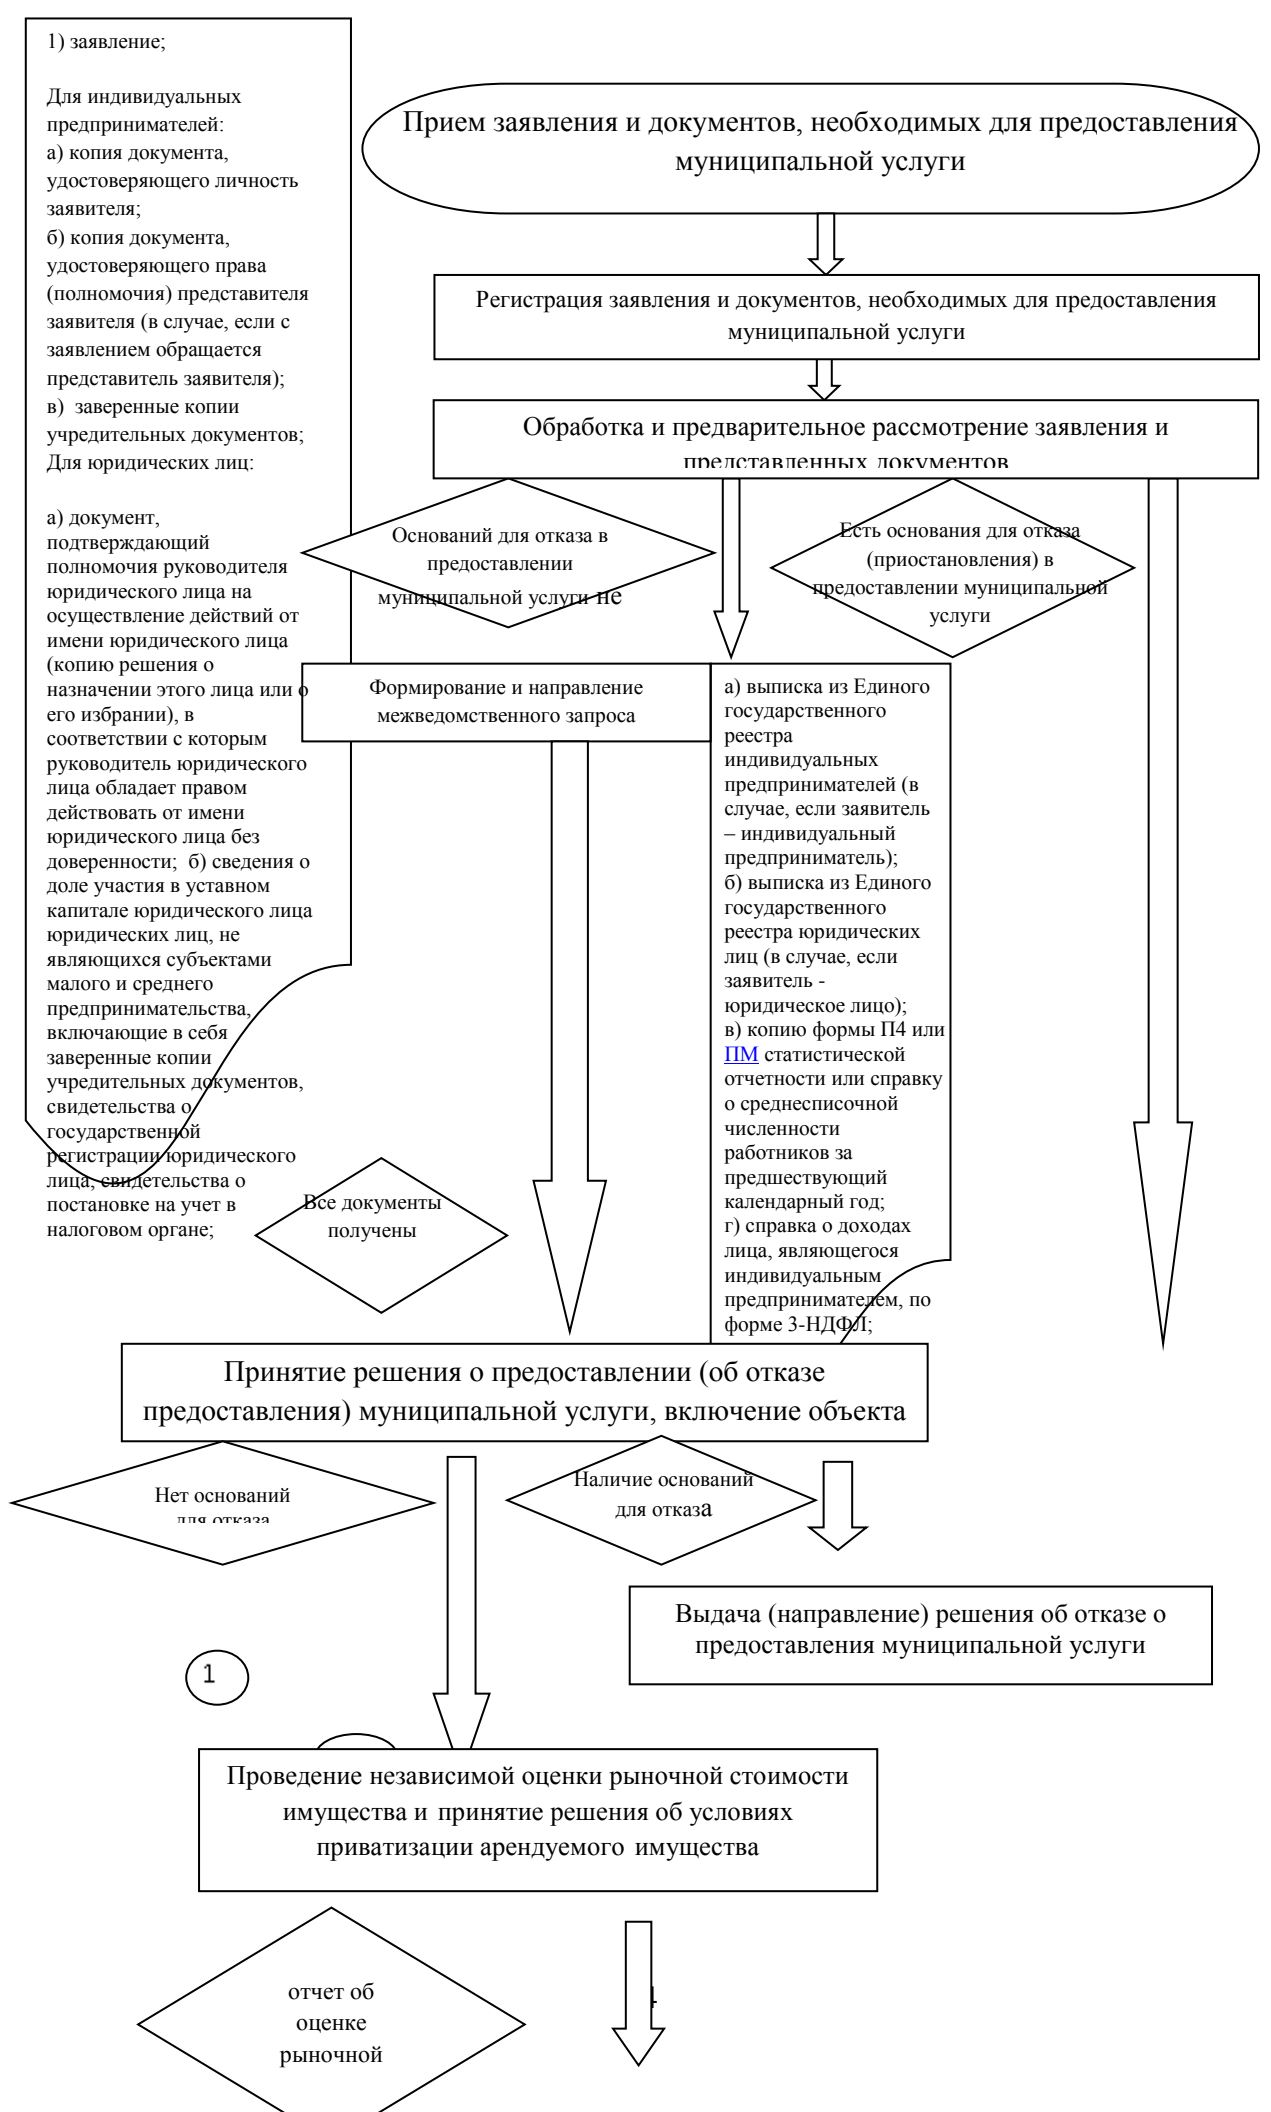 1) заявление;
Для индивидуальных
предпринимателей:
а) копия документа,
удостоверяющего личность
заявителя;
б) копия документа,
удостоверяющего права
(полномочия) представителя
заявителя (в случае, если с
заявлением обращается
представитель заявителя);
в) заверенные копии
учредительных документов;
Для юридических лиц:
а) документ,
подтверждающий
полномочия руководителя
юридического лица на
осуществление действий от
имени юридического лица
(копию решения о
назначении этого лица или о
его избрании), в
соответствии с которым
руководитель юридического
лица обладает правом
действовать от имени
юридического лица без
доверенности; б) сведения о
доле участия в уставном
капитале юридического лица
юридических лиц, не
являющихся субъектами
малого и среднего
предпринимательства,
включающие в себя
заверенные копии
учредительных документов,
свидетельства о
государственной
регистрации юридического
лица, свидетельства о
постановке на учет в
налоговом органе;
Прием заявления и документов, необходимых для предоставления
муниципальной услуги
Регистрация заявления и документов, необходимых для предоставления
муниципальной услуги
Обработка и предварительное рассмотрение заявления и
представленных документов
Оснований для отказа в
предоставлении
муниципальной услуги не
Есть основания для отказа
(приостановления) в
предоставлении муниципальной
услуги
Формирование и направление
межведомственного запроса
а) выписка из Единого
государственного
реестра
индивидуальных
предпринимателей (в
случае, если заявитель
– индивидуальный
предприниматель);
б) выписка из Единого
государственного
реестра юридических
лиц (в случае, если
заявитель -
юридическое лицо);
в) копию формы П4 или
ПМ статистической
отчетности или справку
о среднесписочной
численности
работников за
предшествующий
календарный год;
г) справка о доходах
лица, являющегося
индивидуальным
предпринимателем, по
форме 3-НДФЛ;
Все документы
получены
Принятие решения о предоставлении (об отказе
предоставления) муниципальной услуги, включение объекта
Нет оснований
для отказа
Наличие оснований
для отказа
Выдача (направление) решения об отказе о
предоставления муниципальной услуги
1
Проведение независимой оценки рыночной стоимости
имущества и принятие решения об условиях
приватизации арендуемого имущества
отчет об
оценке
рыночной